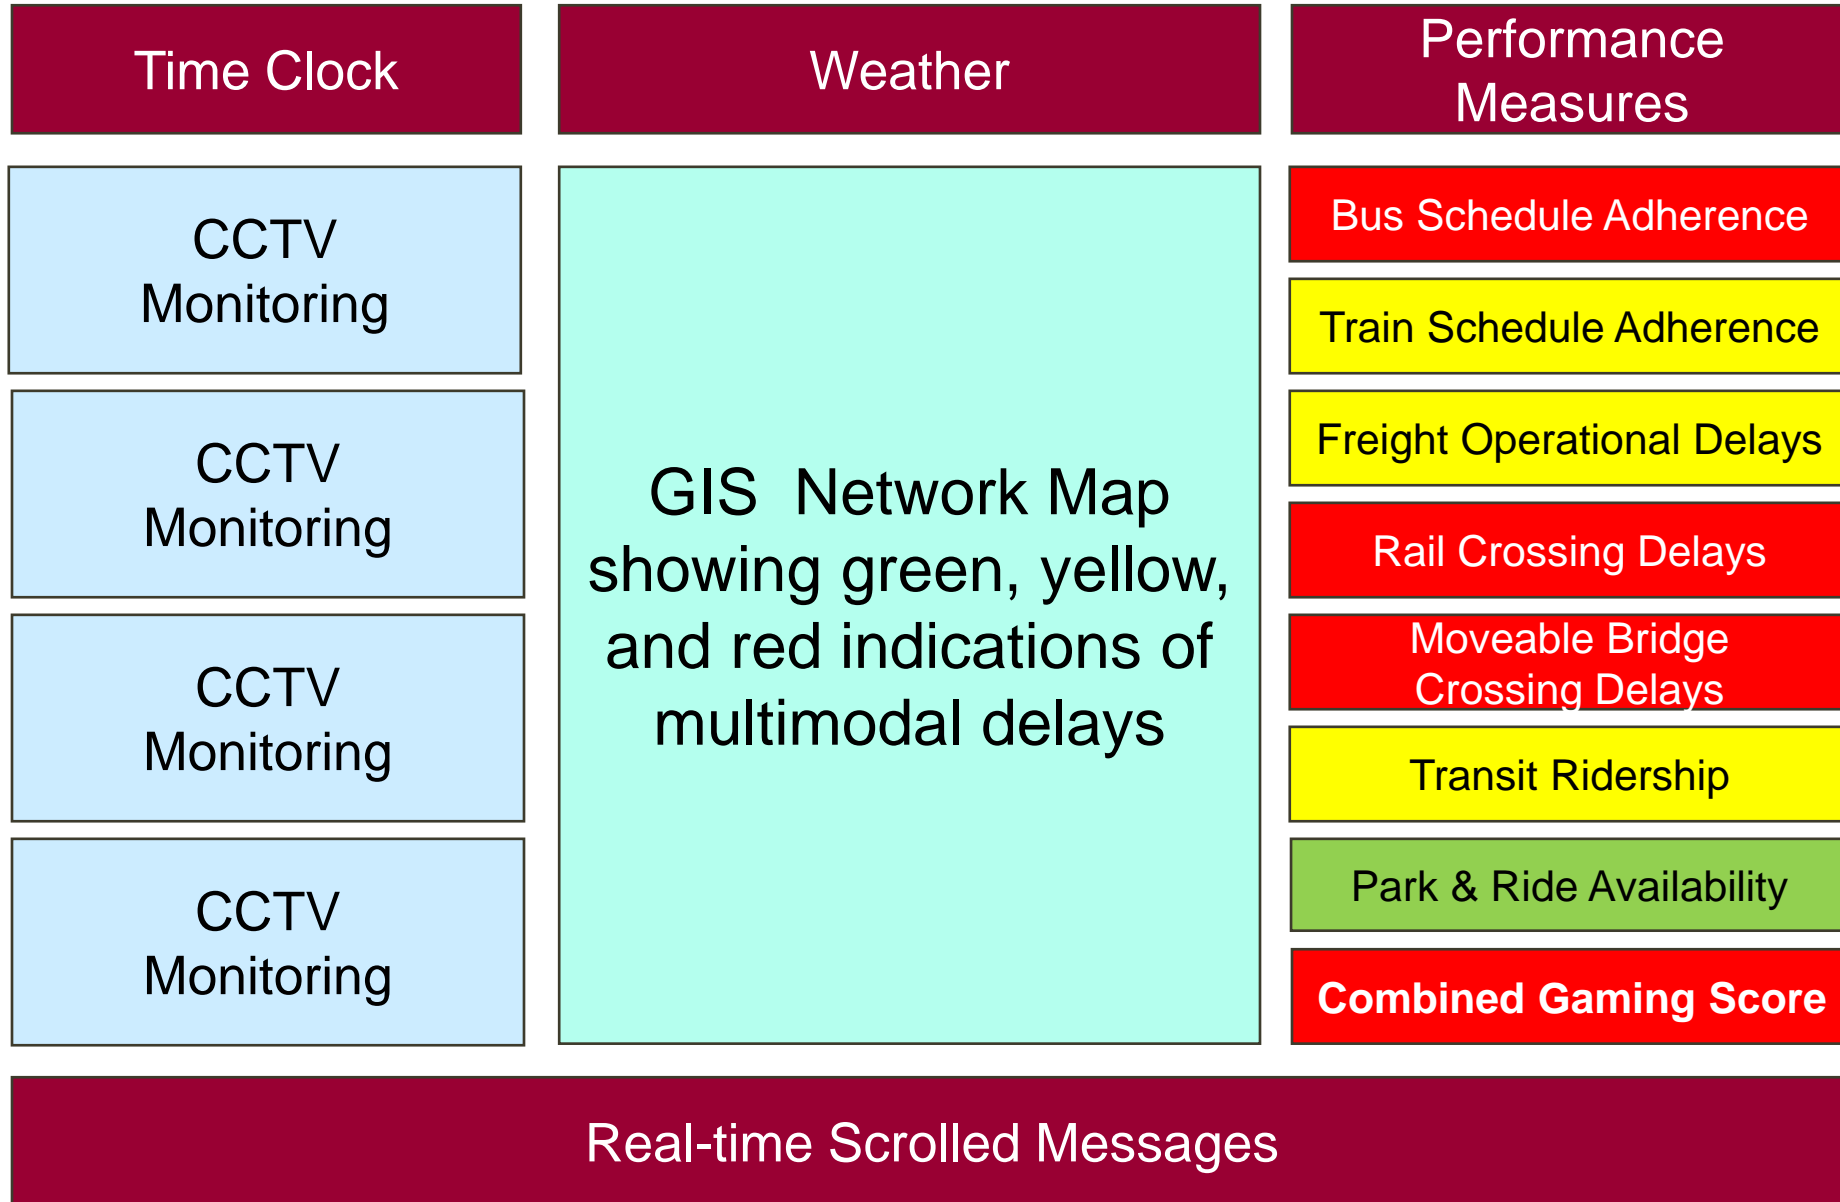 Time Clock
Weather
Performance
Measures
CCTV
Monitoring
CCTV
Monitoring
CCTV
Monitoring
CCTV
Monitoring
GIS  Network Map
showing green, yellow,
and red indications of
multimodal delays
Bus Schedule Adherence
Train Schedule Adherence
Freight Operational Delays
Rail Crossing Delays
Moveable Bridge
Crossing Delays
Transit Ridership
Park & Ride Availability
Combined Gaming Score
Real-time Scrolled Messages